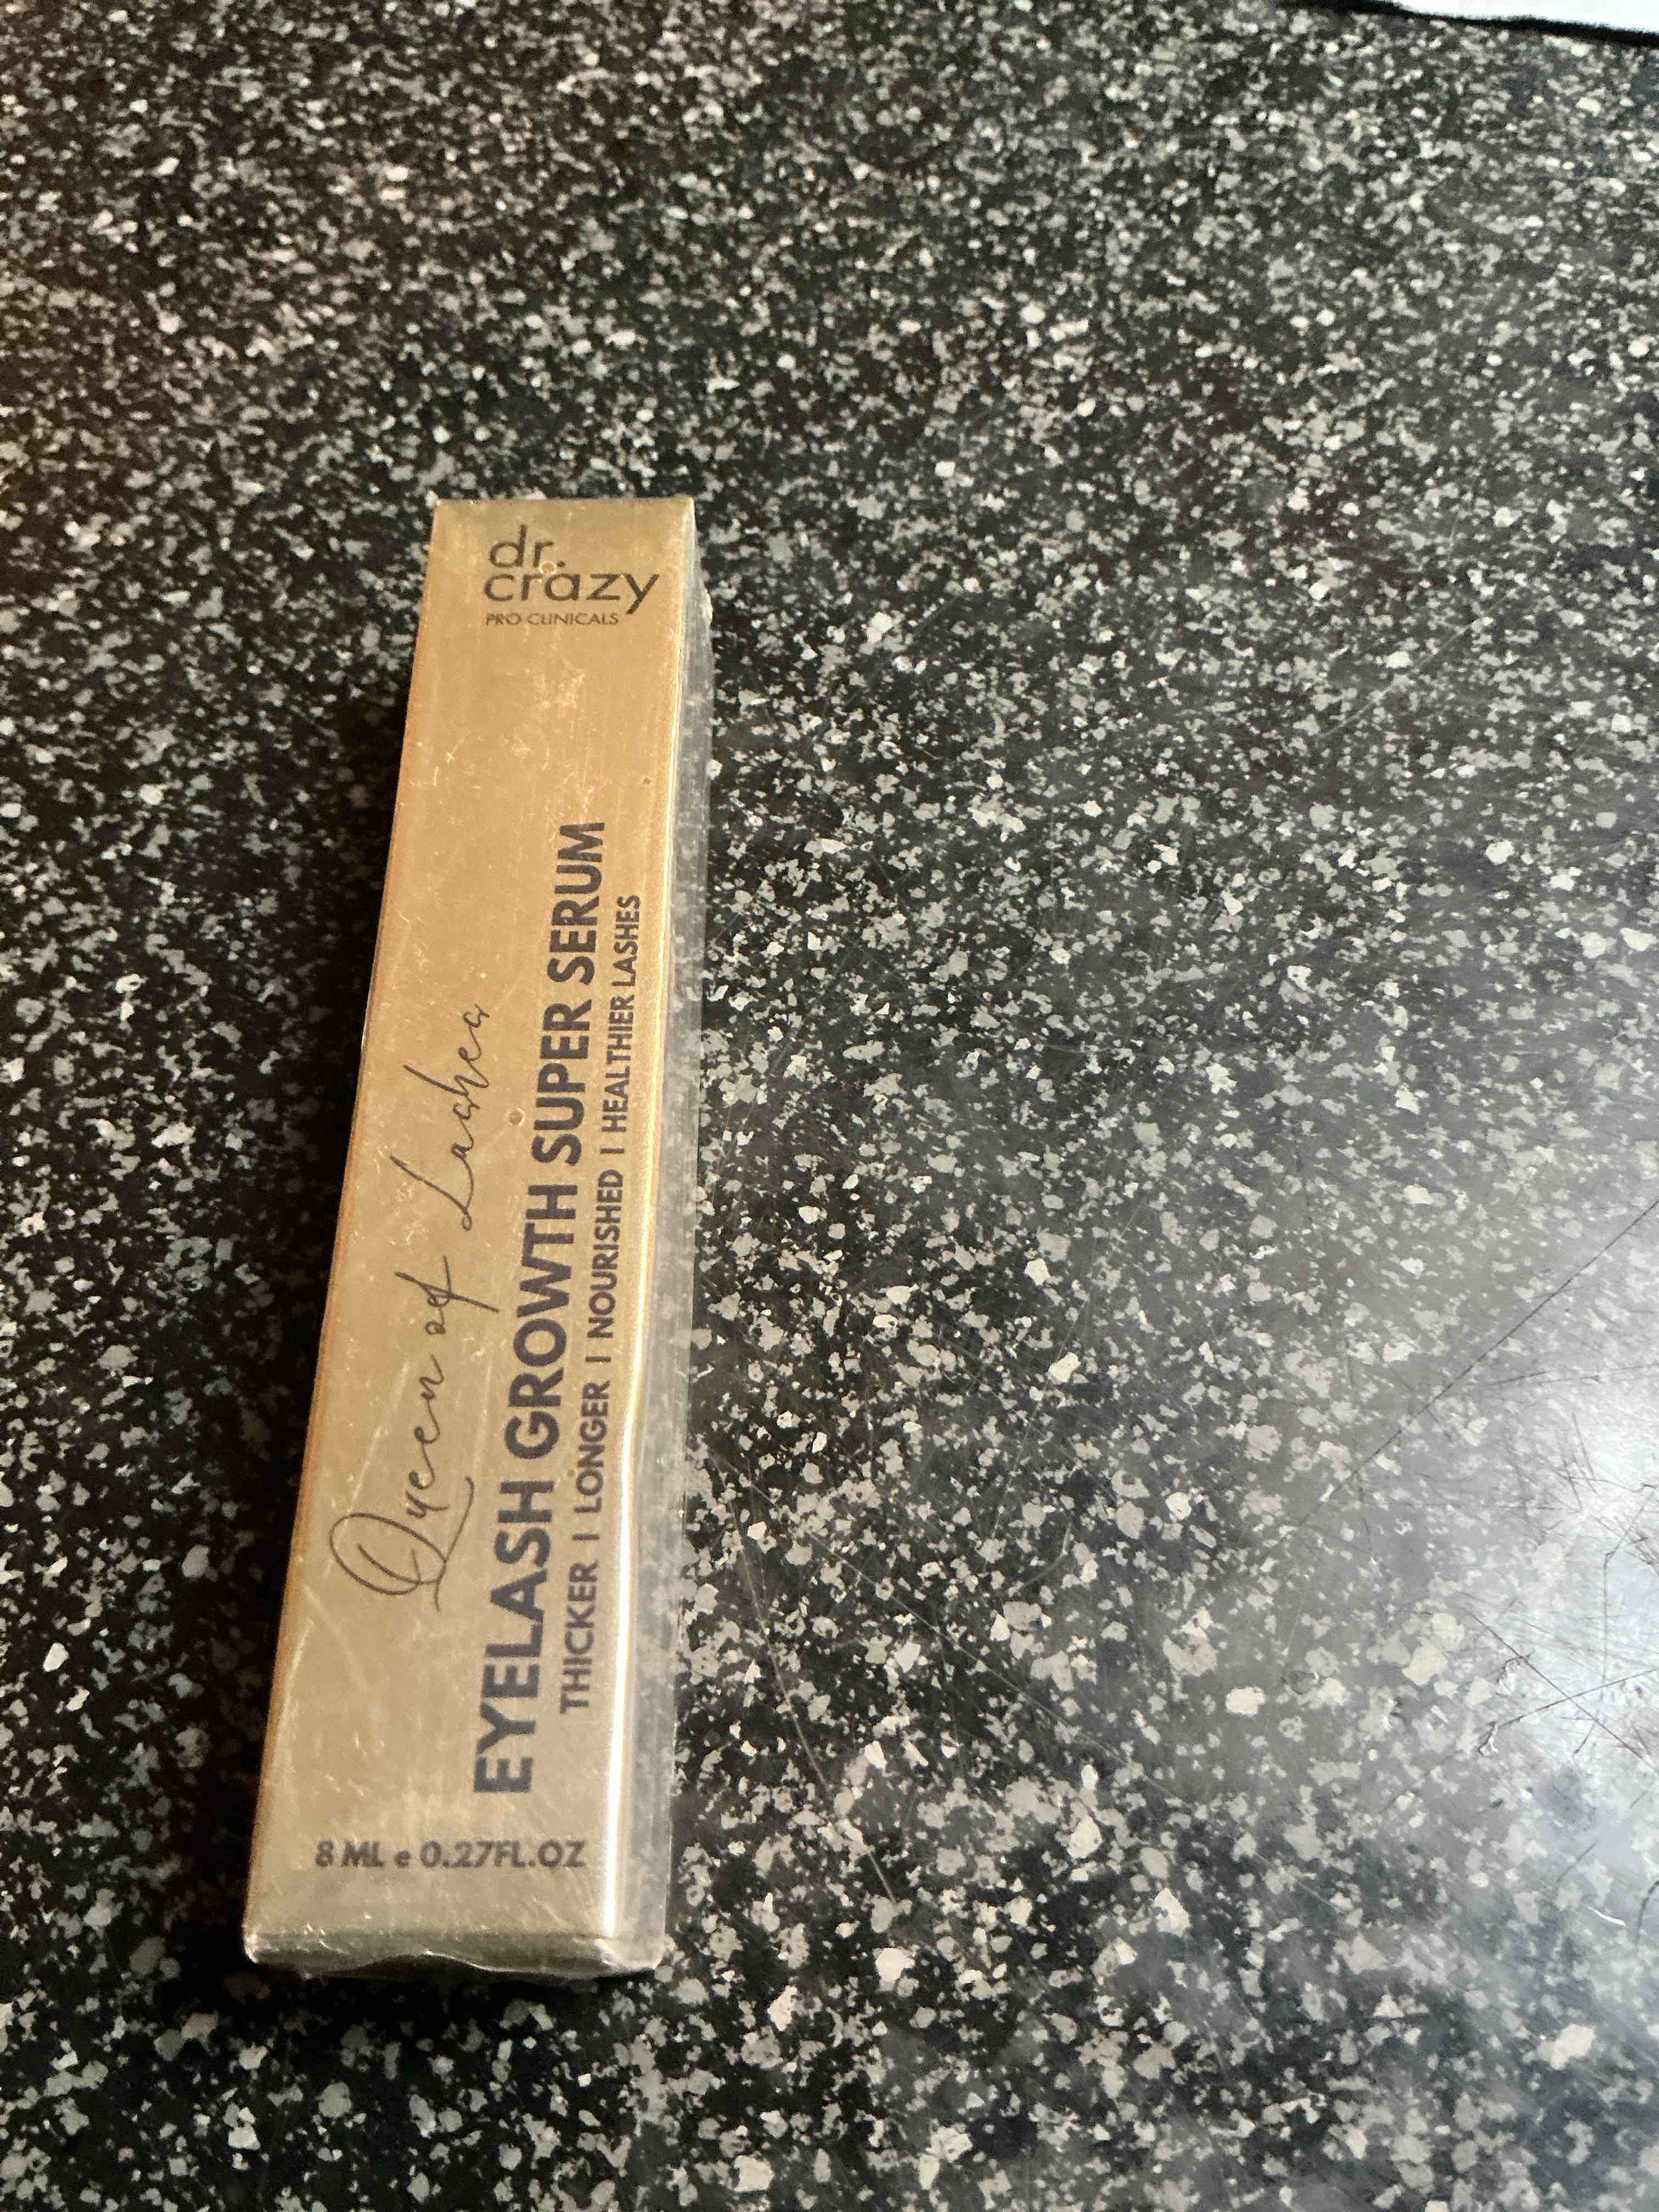 dr.
crazy
PRO CLINICALS
Queen of Lashes
EYELASH GROWTH SUPER SERUM
THICKER | LONGER | NOURISHED | HEALTHIER LASHES
8 ML e 0.27FL.OZ